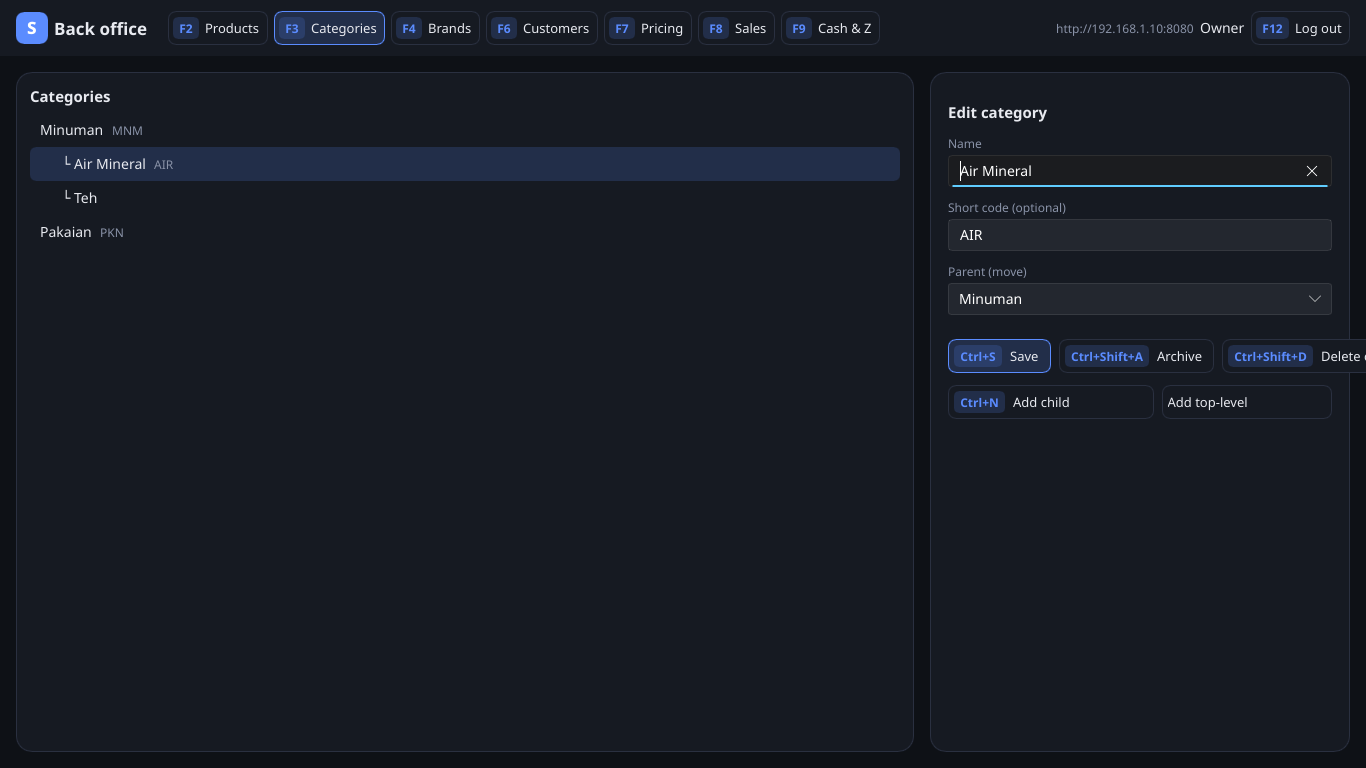 S Back office F2 Products F3 Categories F4 Brands F6 Customers F7 Pricing F8 Sales F9 Cash & Z http://192.168.1.10:8080 Owner F12 Log out
Categories
Minuman MNM
└ Air Mineral AIR
└ Teh
Pakaian PKN
Edit category
Name
Air Mineral
Short code (optional)
AIR
Parent (move)
Minuman
Ctrl+S Save Ctrl+Shift+A Archive Ctrl+Shift+D Delete
Ctrl+N Add child Add top-level